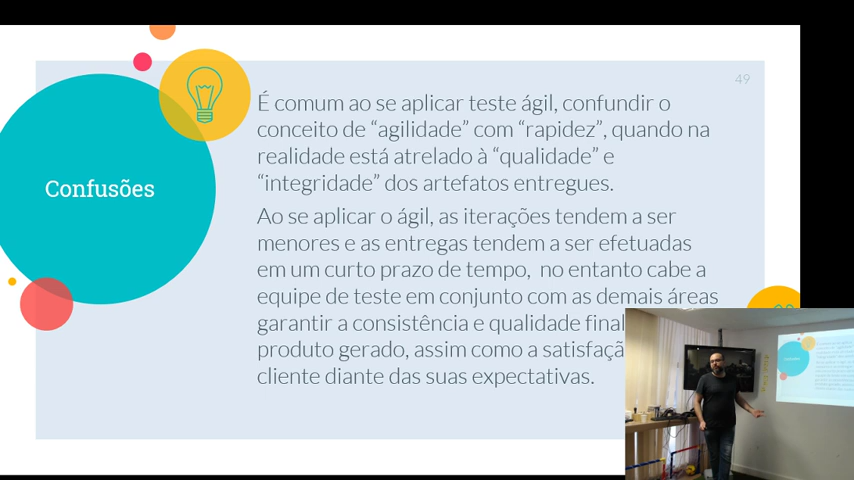 49
Confusões
É comum ao se aplicar teste ágil, confundir o
conceito de “agilidade” com “rapidez”, quando na
realidade está atrelado à “qualidade” e
“integridade” dos artefatos entregues.
Ao se aplicar o ágil, as iterações tendem a ser
menores e as entregas tendem a ser efetuadas
em um curto prazo de tempo, no entanto cabe a
equipe de teste em conjunto com as demais áreas
garantir a consistência e qualidade final
produto gerado, assim como a satisfaçã
cliente diante das suas expectativas.